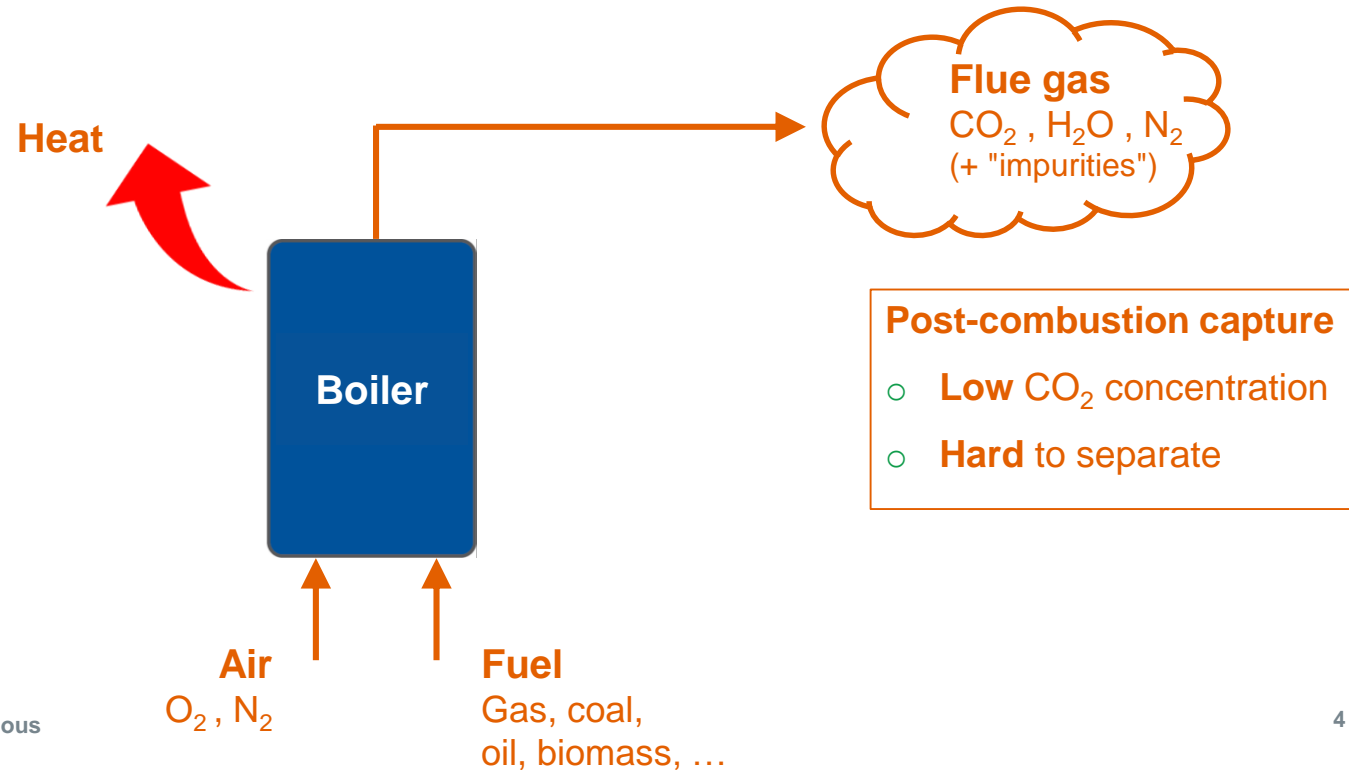 Flue gas
CO₂ , H₂O , N₂
(+ "impurities")
Heat
Post-combustion capture
○ Low CO₂ concentration
○ Hard to separate
Boiler
Air
O₂ , N₂
Fuel
Gas, coal,
oil, biomass, …
ous
4